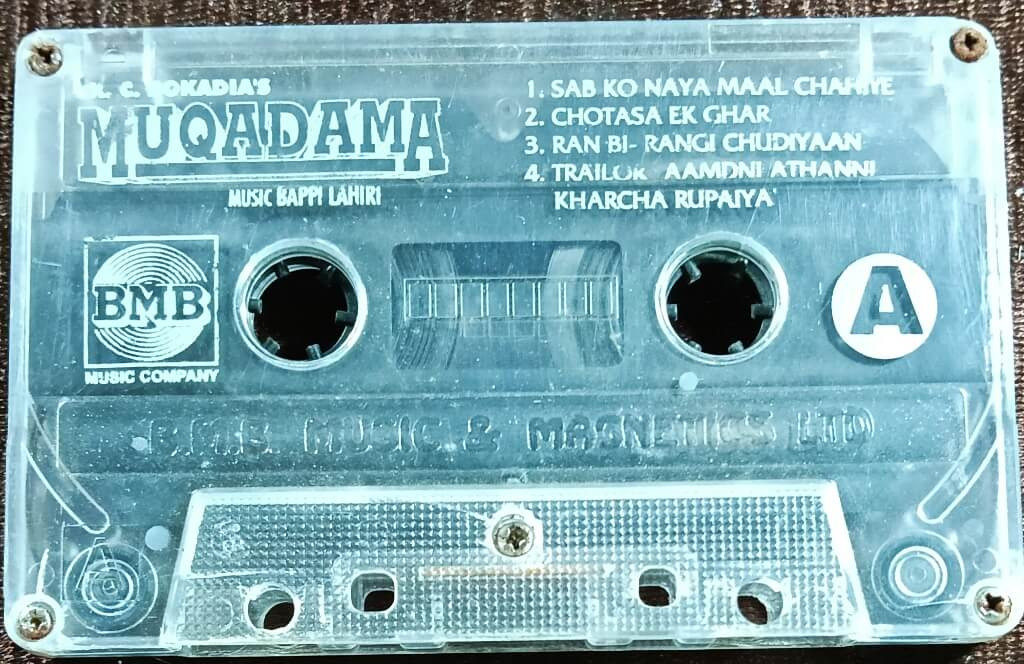 K. C. BOKADIA'S
MUQADAMA
MUSIC BAPPI LAHIRI
1. SAB KO NAYA MAAL CHAHIYE
2. CHOTASA EK GHAR
3. RAN BI- RANGI CHUDIYAAN
4. TRAILOR AAMDNI ATHANNI
KHARCHA RUPAIYA'
BMB
MUSIC COMPANY
A
B.M.B. MUSIC & MAGNETICS LTD
A